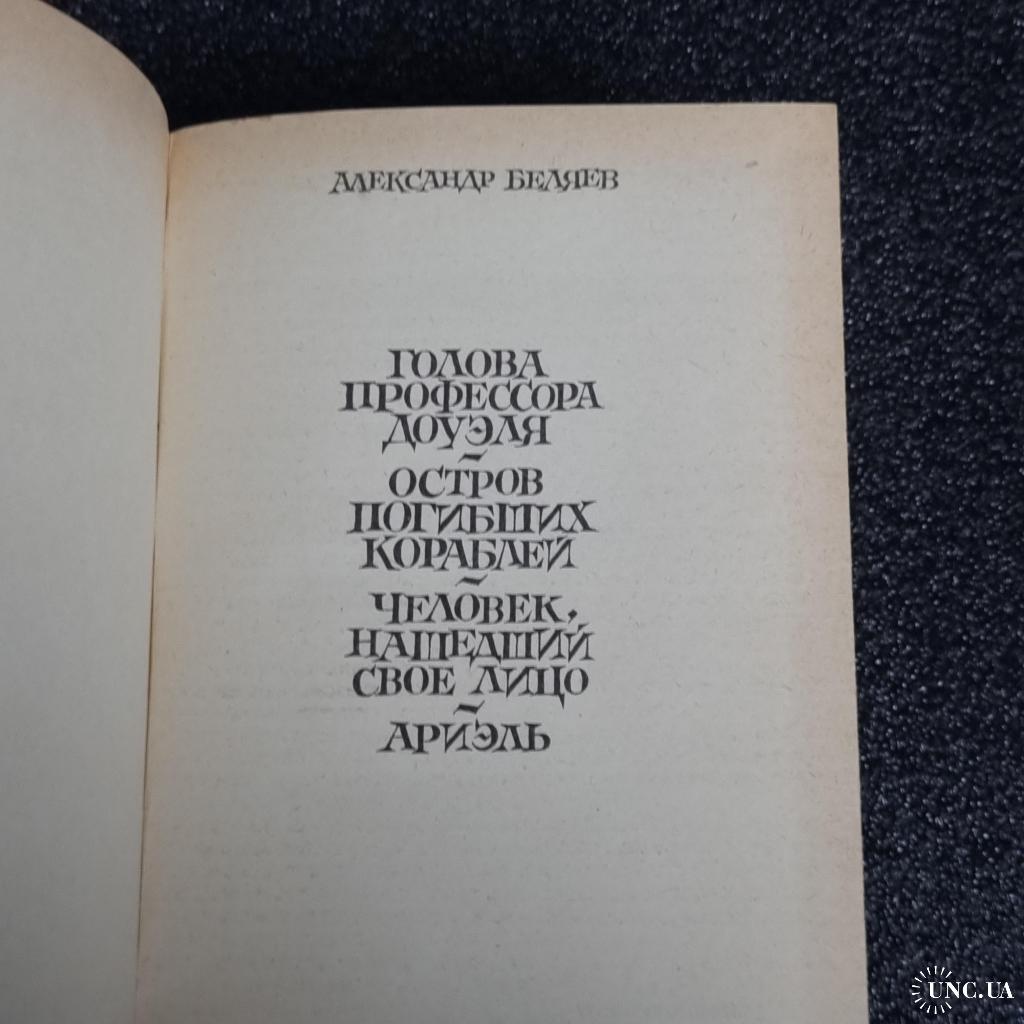 АЛЕКСАНДР БЕЛЯЕВ
ГОЛОВА
ПРОФЕССОРА
ДОУЭЛЯ
~
ОСТРОВ
ПОГИБШИХ
КОРАБЛЕЙ
~
ЧЕЛОВЕК,
НАШЕДШИЙ
СВОЕ ЛИЦО
~
АРИЭЛЬ
UNC.UA